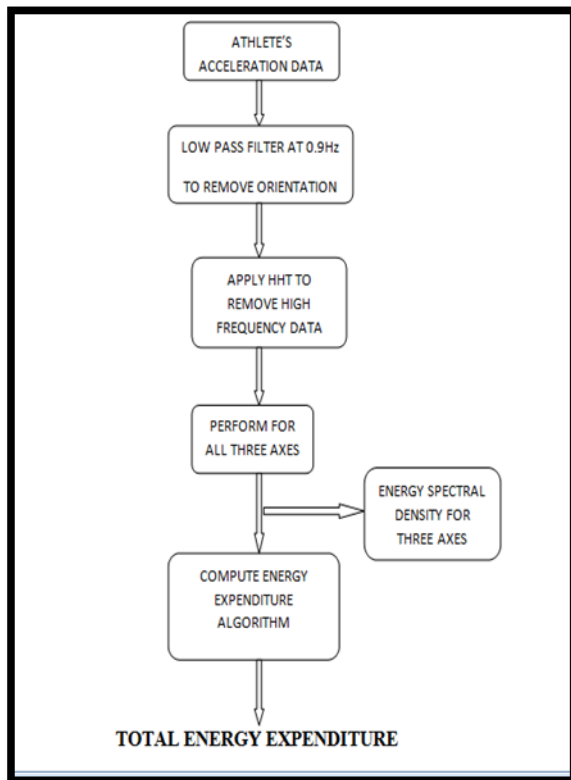 ATHLETE'S
ACCELERATION DATA
LOW PASS FILTER AT 0.9Hz
TO REMOVE ORIENTATION
APPLY HHT TO
REMOVE HIGH
FREQUENCY DATA
PERFORM FOR
ALL THREE AXES
ENERGY SPECTRAL
DENSITY FOR
THREE AXES
COMPUTE ENERGY
EXPENDITURE
ALGORITHM
TOTAL ENERGY EXPENDITURE